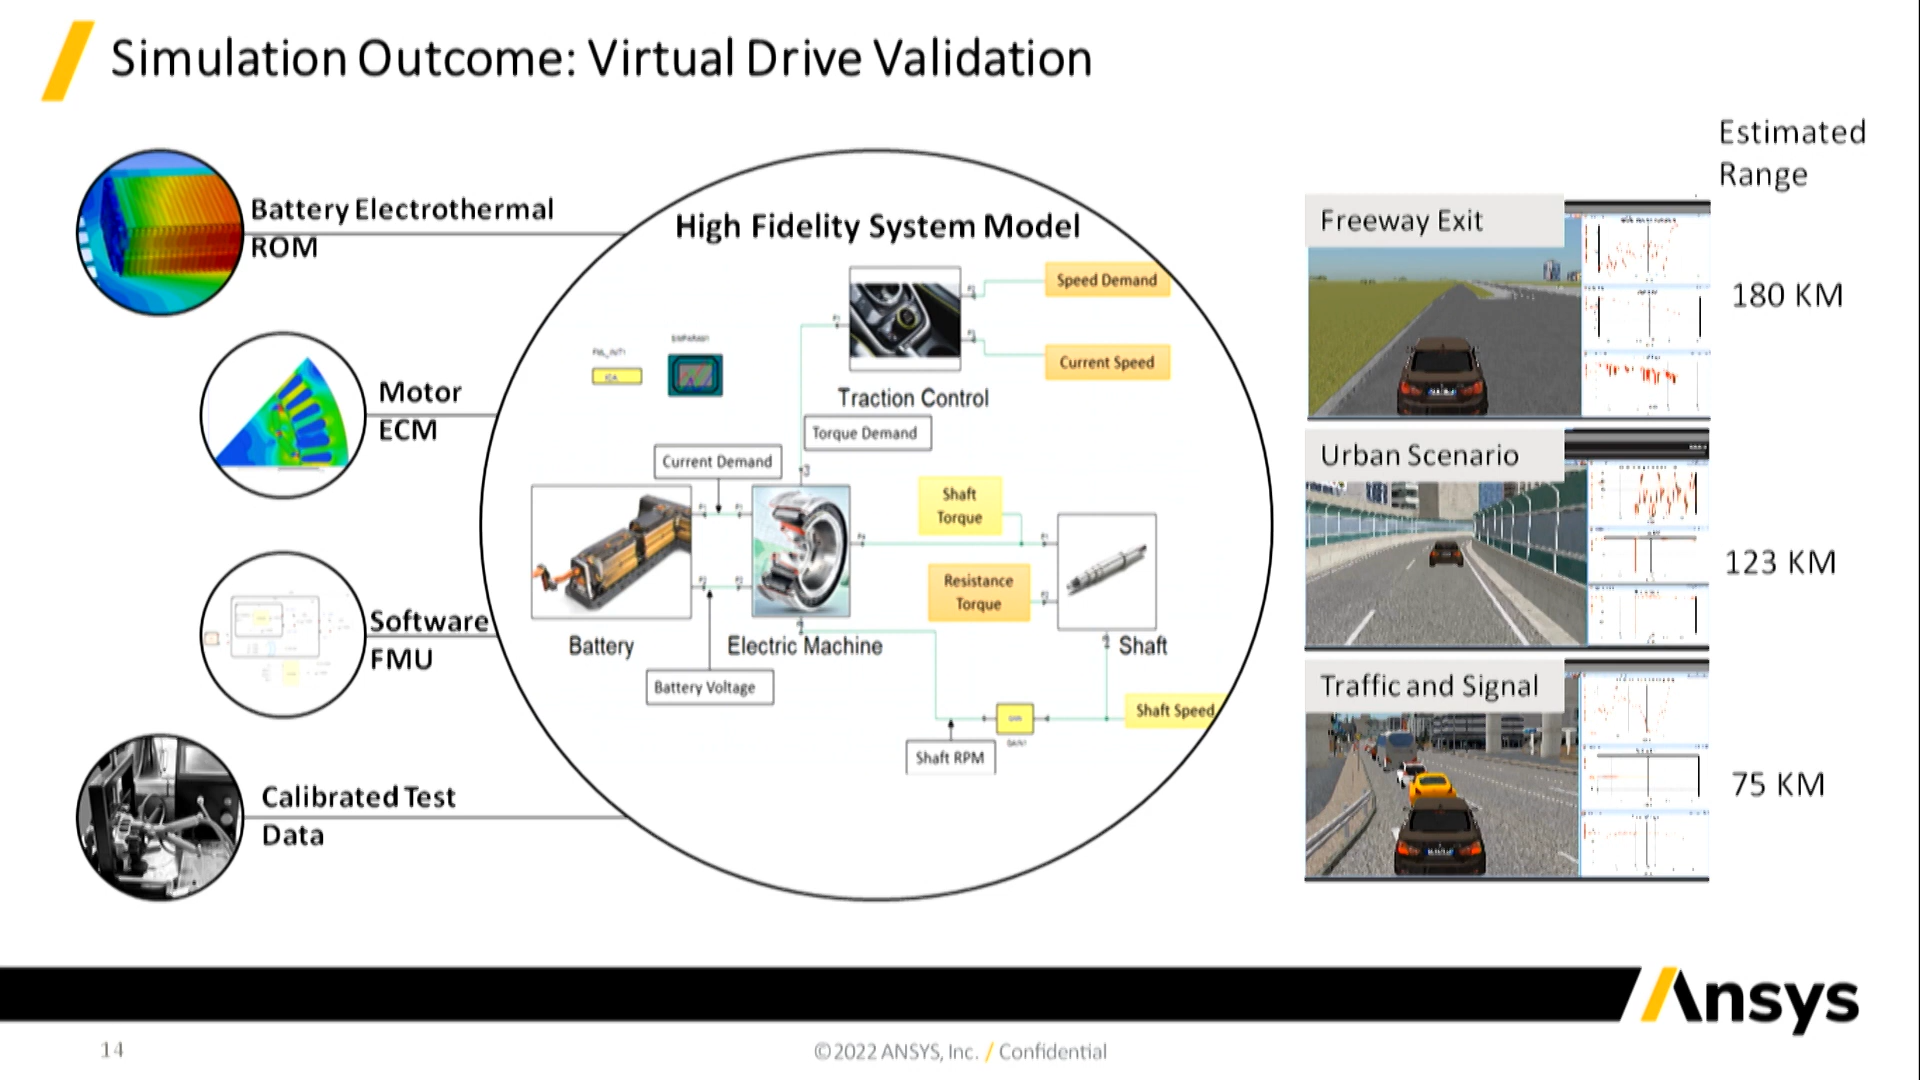 Simulation Outcome: Virtual Drive Validation
Estimated
Range
Battery Electrothermal
ROM
Motor
ECM
Software
FMU
Calibrated Test
Data
High Fidelity System Model
Speed Demand
Current Speed
Traction Control
Torque Demand
Current Demand
Shaft
Torque
Resistance
Torque
Battery
Electric Machine
Shaft
Battery Voltage
Shaft Speed
Shaft RPM
Freeway Exit
180 KM
Urban Scenario
123 KM
Traffic and Signal
75 KM
Ansys
14
©2022 ANSYS, Inc. / Confidential